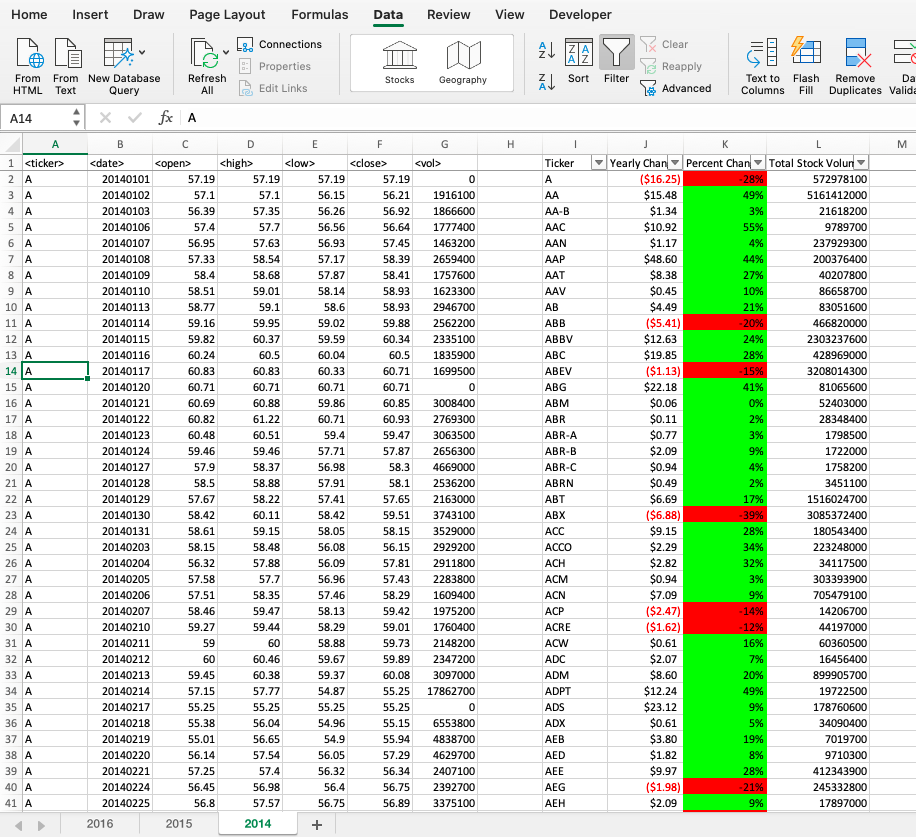 Home Insert Draw Page Layout Formulas Data Review View Developer
From HTML From Text New Database Query Refresh All Connections Properties Edit Links Stocks Geography Sort Filter Clear Reapply Advanced Text to Columns Flash Fill Remove Duplicates Da Valida
A14 fx A
A B C D E F G H I J K L M
1 <ticker> <date> <open> <high> <low> <close> <vol> Ticker Yearly Chan Percent Chan Total Stock Volun
2 A 20140101 57.19 57.19 57.19 57.19 0 A ($16.25) -28% 572978100
3 A 20140102 57.1 57.1 56.15 56.21 1916100 AA $15.48 49% 5161412000
4 A 20140103 56.39 57.35 56.26 56.92 1866600 AA-B $1.34 3% 21618200
5 A 20140106 57.4 57.7 56.56 56.64 1777400 AAC $10.92 55% 9789700
6 A 20140107 56.95 57.63 56.93 57.45 1463200 AAN $1.17 4% 237929300
7 A 20140108 57.33 58.54 57.17 58.39 2659400 AAP $48.60 44% 200376400
8 A 20140109 58.4 58.68 57.87 58.41 1757600 AAT $8.38 27% 40207800
9 A 20140110 58.51 59.01 58.14 58.93 1623300 AAV $0.45 10% 86658700
10 A 20140113 58.77 59.1 58.6 58.93 2946700 AB $4.49 21% 83051600
11 A 20140114 59.16 59.95 59.02 59.88 2562200 ABB ($5.41) -20% 466820000
12 A 20140115 59.82 60.37 59.59 60.34 2335100 ABBV $12.63 24% 2303237600
13 A 20140116 60.24 60.5 60.04 60.5 1835900 ABC $19.85 28% 428969000
14 A 20140117 60.83 60.83 60.33 60.71 1699500 ABEV ($1.13) -15% 3208014300
15 A 20140120 60.71 60.71 60.71 60.71 0 ABG $22.18 41% 81065600
16 A 20140121 60.69 60.88 59.86 60.85 3008400 ABM $0.06 0% 52403000
17 A 20140122 60.82 61.22 60.71 60.93 2769300 ABR $0.11 2% 28348400
18 A 20140123 60.48 60.51 59.4 59.47 3063500 ABR-A $0.77 3% 1798500
19 A 20140124 59.46 59.46 57.71 57.87 2656300 ABR-B $2.09 9% 1722000
20 A 20140127 57.9 58.37 56.98 58.3 4669000 ABR-C $0.94 4% 1758200
21 A 20140128 58.5 58.88 57.91 58.1 2536200 ABRN $0.49 2% 3451100
22 A 20140129 57.67 58.22 57.41 57.65 2163000 ABT $6.69 17% 1516024700
23 A 20140130 58.42 60.11 58.42 59.51 3743100 ABX ($6.88) -39% 3085372400
24 A 20140131 58.61 59.15 58.05 58.15 3529000 ACC $9.15 28% 180543400
25 A 20140203 58.15 58.48 56.08 56.15 2929200 ACCO $2.29 34% 223248000
26 A 20140204 56.32 57.88 56.09 57.81 2911800 ACH $2.82 32% 34117500
27 A 20140205 57.58 57.7 56.96 57.43 2283800 ACM $0.94 3% 303393900
28 A 20140206 57.51 58.35 57.46 58.29 1609400 ACN $7.09 9% 705479100
29 A 20140207 58.46 59.47 58.13 59.42 1975200 ACP ($2.47) -14% 14206700
30 A 20140210 59.27 59.44 58.29 59.01 1760400 ACRE ($1.62) -12% 44197000
31 A 20140211 59 60 58.88 59.73 2148200 ACW $0.61 16% 60360500
32 A 20140212 60 60.46 59.67 59.89 2347200 ADC $2.07 7% 16456400
33 A 20140213 59.45 60.38 59.37 60.08 3097000 ADM $8.60 20% 899905700
34 A 20140214 57.15 57.77 54.87 55.25 17862700 ADPT $12.24 49% 19722500
35 A 20140217 55.25 55.25 55.25 55.25 0 ADS $23.12 9% 178760600
36 A 20140218 55.38 56.04 54.96 55.15 6553800 ADX $0.61 5% 34090400
37 A 20140219 55.01 56.65 54.9 55.94 4838700 AEB $3.80 19% 7019700
38 A 20140220 56.14 57.54 56.05 57.29 4629700 AED $1.82 8% 9710300
39 A 20140221 57.25 57.4 56.32 56.34 2407100 AEE $9.97 28% 412343900
40 A 20140224 56.45 56.98 56.4 56.75 2392700 AEG ($1.98) -21% 245332800
41 A 20140225 56.8 57.57 56.75 56.89 3375100 AEH $2.09 9% 17897000
2016 2015 2014 +